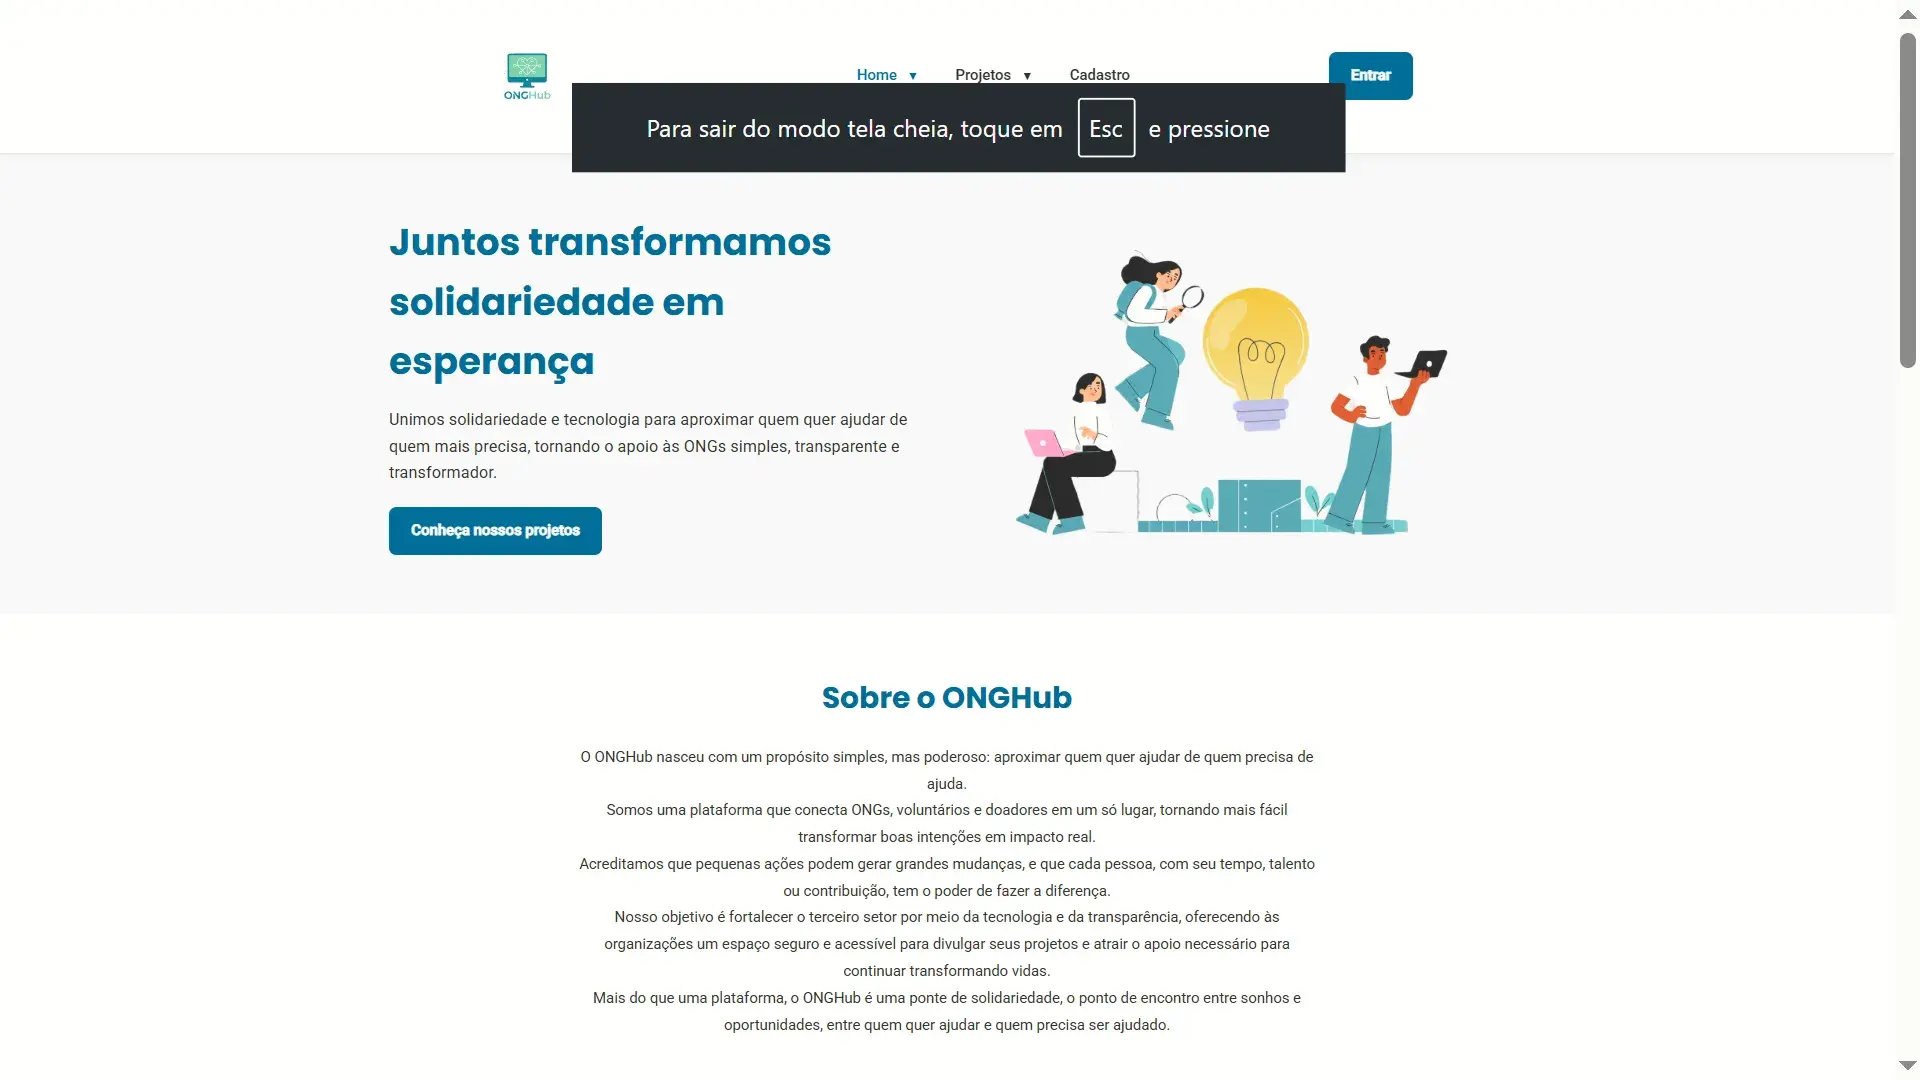 ONGHub
Home ▼ Projetos ▼ Cadastro
Entrar
Para sair do modo tela cheia, toque em Esc e pressione
Juntos transformamos
solidariedade em
esperança
Unimos solidariedade e tecnologia para aproximar quem quer ajudar de
quem mais precisa, tornando o apoio às ONGs simples, transparente e
transformador.
Conheça nossos projetos
Sobre o ONGHub
O ONGHub nasceu com um propósito simples, mas poderoso: aproximar quem quer ajudar de quem precisa de
ajuda.
Somos uma plataforma que conecta ONGs, voluntários e doadores em um só lugar, tornando mais fácil
transformar boas intenções em impacto real.
Acreditamos que pequenas ações podem gerar grandes mudanças, e que cada pessoa, com seu tempo, talento
ou contribuição, tem o poder de fazer a diferença.
Nosso objetivo é fortalecer o terceiro setor por meio da tecnologia e da transparência, oferecendo às
organizações um espaço seguro e acessível para divulgar seus projetos e atrair o apoio necessário para
continuar transformando vidas.
Mais do que uma plataforma, o ONGHub é uma ponte de solidariedade, o ponto de encontro entre sonhos e
oportunidades, entre quem quer ajudar e quem precisa ser ajudado.